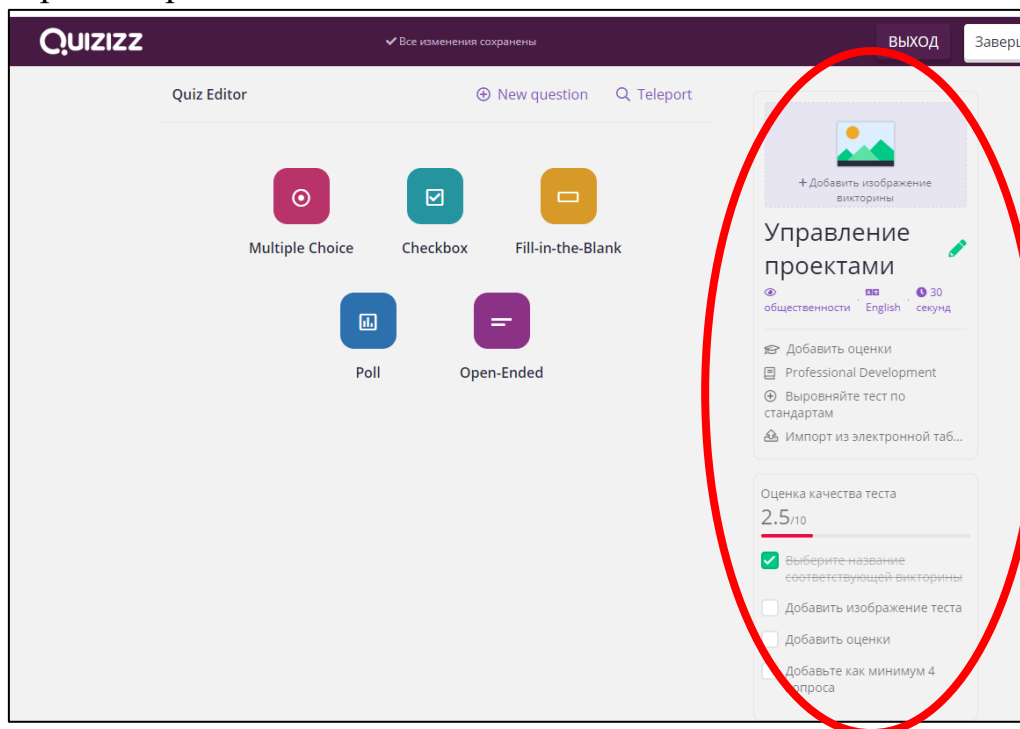 QUIZIZZ
Все изменения сохранены
ВЫХОД
Quiz Editor
New question
Teleport
Multiple Choice
Checkbox
Fill-in-the-Blank
Poll
Open-Ended
+ Добавить изображение
викторины
Управление
проектами
общественности
English
30
секунд
Добавить оценки
Professional Development
Выровняйте тест по
стандартам
Импорт из электронной таб...
Оценка качества теста
2.5/10
Выберите название
соответствующей викторины
Добавить изображение теста
Добавить оценки
Добавьте как минимум 4